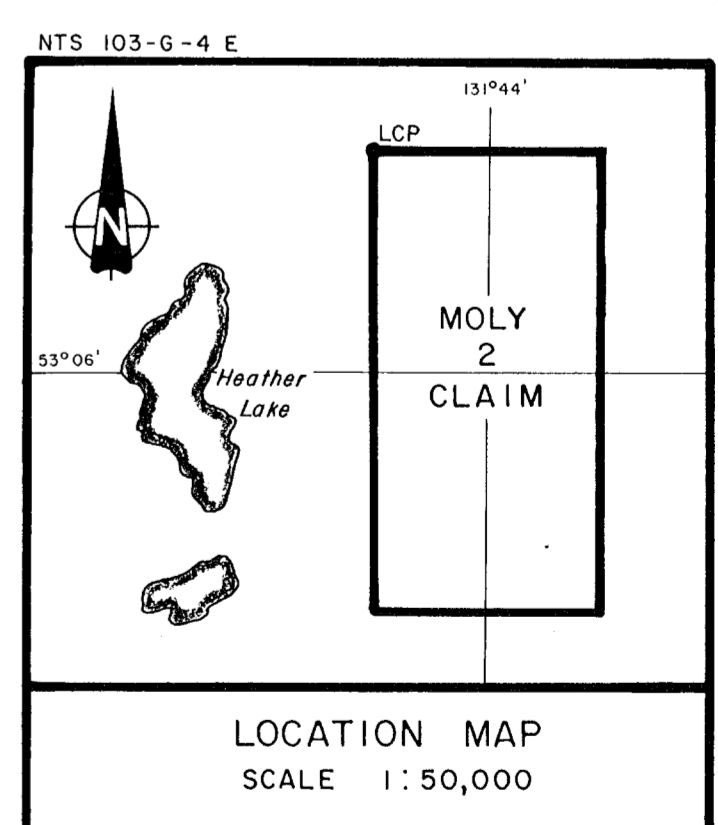 NTS 103-G-4 E
131°44'
LCP
N
MOLY
2
CLAIM
53°06'
Heather
Lake
LOCATION MAP
SCALE 1:50,000